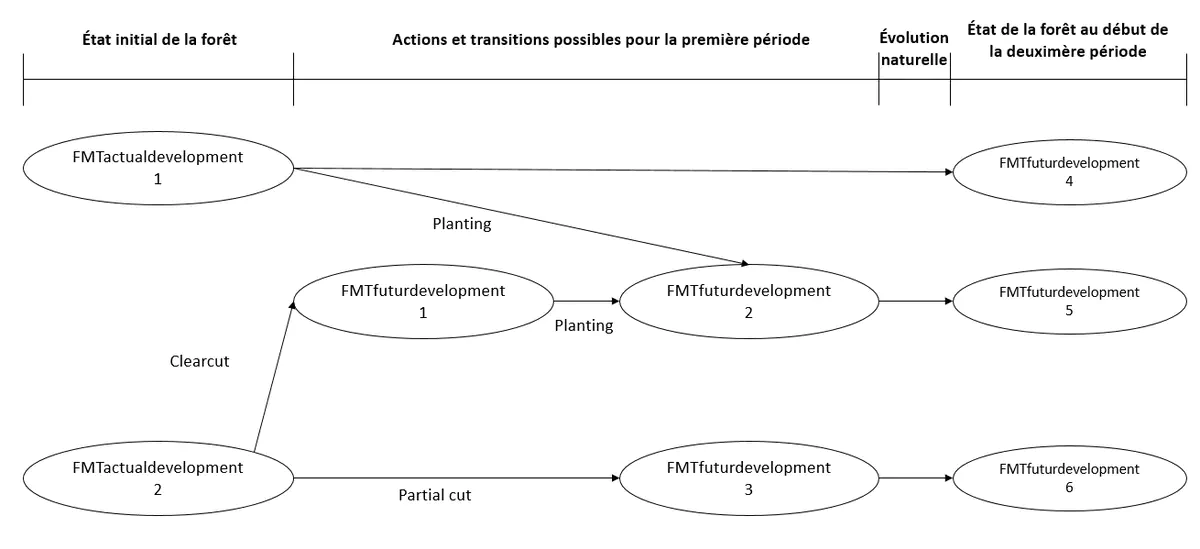 État initial de la forêt
Actions et transitions possibles pour la première période
Évolution
naturelle
État de la forêt au début de
la deuximère période
FMTactualdevelopment
1
FMTfuturdevelopment
4
Planting
FMTfuturdevelopment
1
Planting
FMTfuturdevelopment
2
FMTfuturdevelopment
5
Clearcut
FMTactualdevelopment
2
Partial cut
FMTfuturdevelopment
3
FMTfuturdevelopment
6